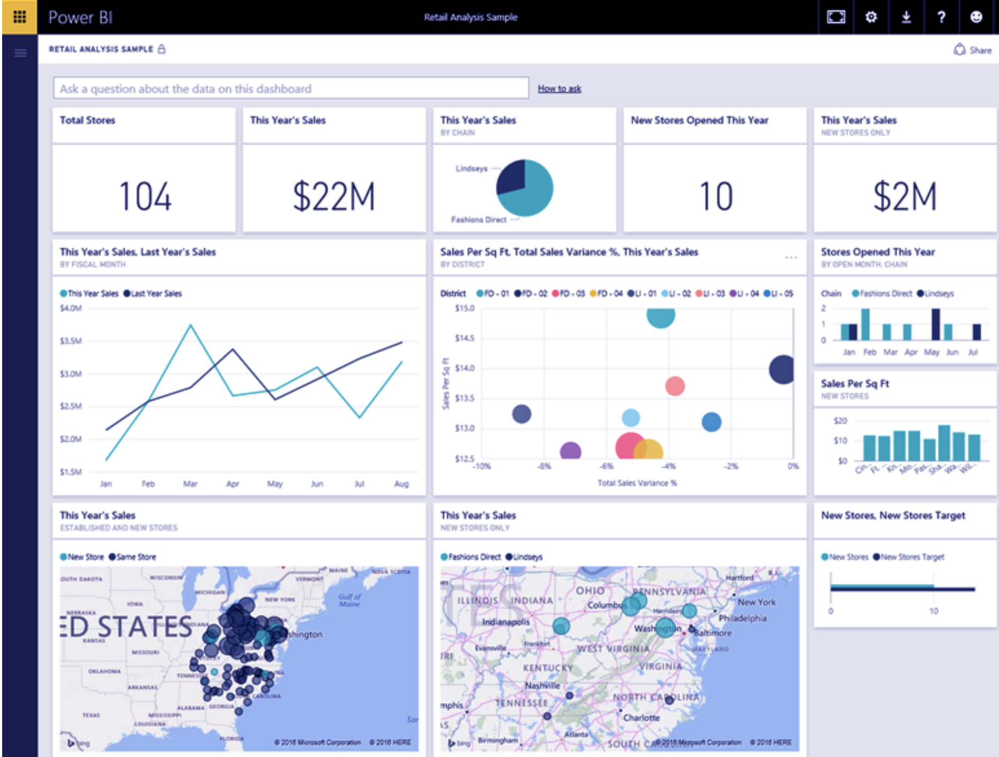 Power BI
Retail Analysis Sample
?
RETAIL ANALYSIS SAMPLE
Share
Ask a question about the data on this dashboard
How to ask
Total Stores
104
This Year's Sales
$22M
This Year's Sales
BY CHAIN
Lindseys
Fashions Direct
New Stores Opened This Year
10
This Year's Sales
NEW STORES ONLY
$2M
This Year's Sales, Last Year's Sales
BY FISCAL MONTH
This Year Sales Last Year Sales
$4.0M
$3.5M
$3.0M
$2.5M
$2.0M
$1.5M
Jan Feb Mar Apr May Jun Jul Aug
Sales Per Sq Ft, Total Sales Variance %, This Year's Sales
...
BY DISTRICT
District FD - 01 FD - 02 FD - 03 FD - 04 LI - 01 LI - 02 LI - 03 LI - 04 LI - 05
Sales Per Sq Ft
$15.0
$14.5
$14.0
$13.5
$13.0
$12.5
-10% -8% -6% -4% -2% 0%
Total Sales Variance %
Stores Opened This Year
BY OPEN MONTH, CHAIN
Chain Fashions Direct Lindseys
2
1
0
Jan Feb Mar Apr May Jun Jul
Sales Per Sq Ft
NEW STORES
$20
$10
$0
Cin... Ft. ... Kn... Mo... Pas... Sha... Wa... Wil...
This Year's Sales
ESTABLISHED AND NEW STORES
New Store Same Store
OUTH DAKOTA
WISCONSIN
MAINE
NOVA SCOTIA
VERMONT
MICHIGAN
NEW YORK
Gulf of
Maine
IOWA
NEBRASKA
ED STATES
KANSAS
shington
MISSOURI
OKLAHOMA
TENNESSEE
ARKANSAS
CAROLINA
ALABAMA
GEORGIA
TEXAS
MISSISSIPPI
LOUISIANA
Sar
FLORIDA
bing
© 2016 Microsoft Corporation © 2016 HERE
This Year's Sales
NEW STORES ONLY
Fashions Direct Lindseys
Hartford
R.I.
ILLINOIS
INDIANA
OHIO
PENNSYLVANIA
New York
Columbus
Harrisburg
Philadelphia
Indianapolis
Washington
Baltimore
Evansville
Frankfort
WEST VIRGINIA
MARYLAND
URI
KENTUCKY
VIRGINIA
Nashville
NORTH CAROLINA
TENNESSEE
mphis
Charlotte
AS
Atlanta
Birmingham
SOUTH CAROLINA
bing
© 2016 Microsoft Corporation © 2016 HERE
New Stores, New Stores Target
New Stores New Stores Target
0 10